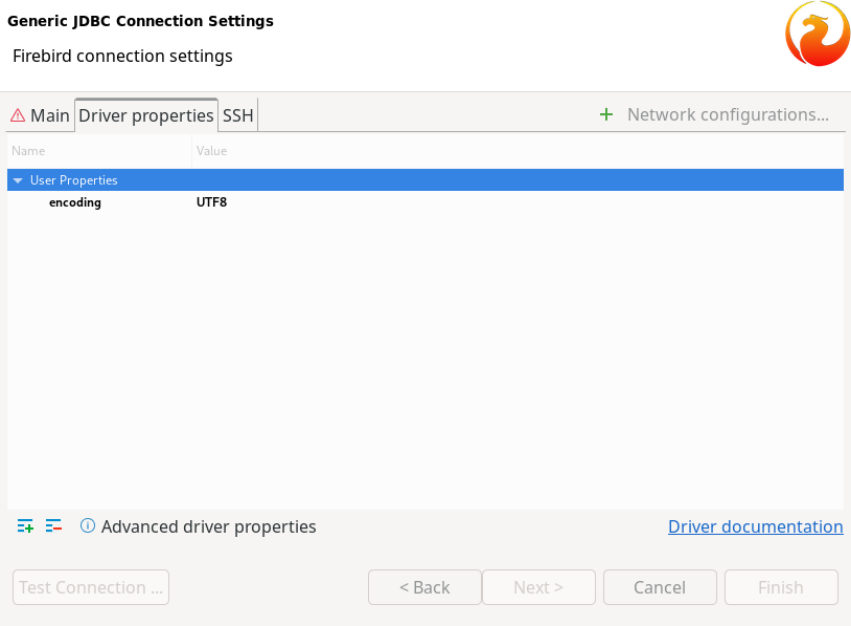 Generic JDBC Connection Settings
Firebird connection settings
Main Driver properties SSH Network configurations...
Name Value
User Properties
encoding UTF8
Advanced driver properties Driver documentation
Test Connection ... < Back Next > Cancel Finish